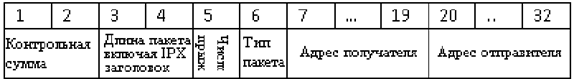 1 2 3 4 5 6 7 ... 19 20 .. 32
Контрольная сумма
Длина пакета включая IPX заголовок
Счетч
Тип пакета
Адрес получателя
Адрес отправителя